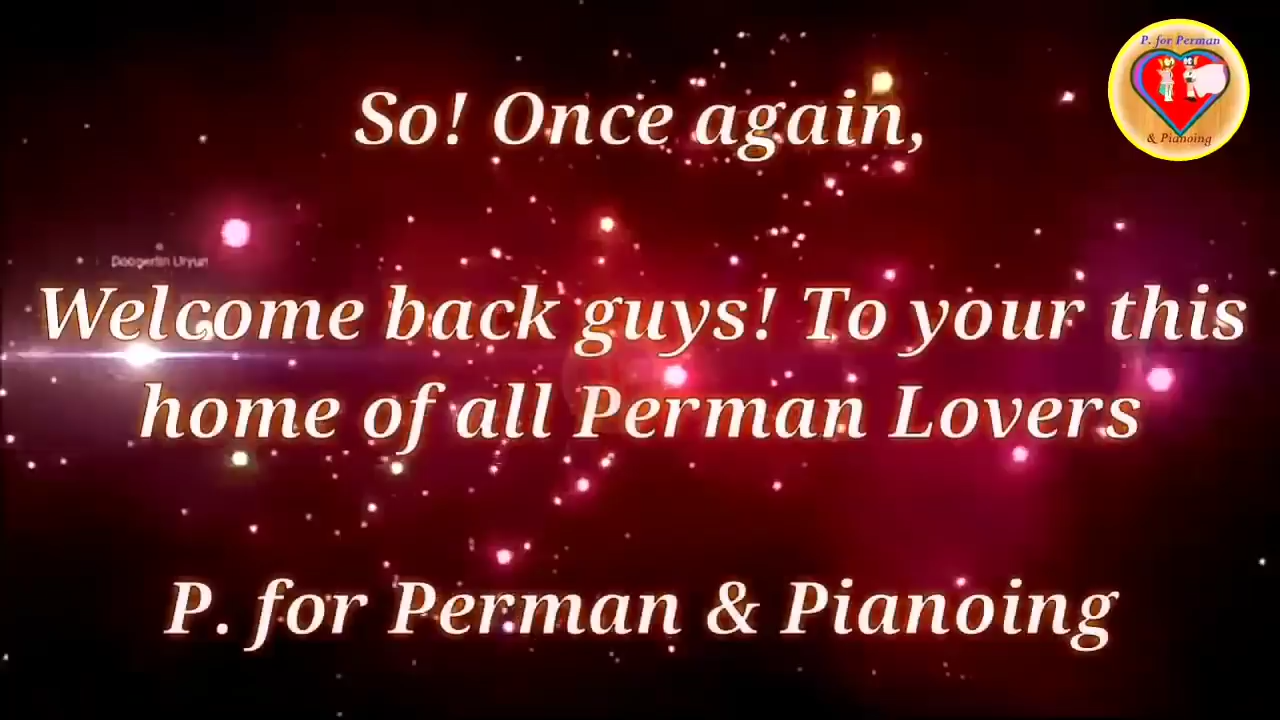 P. for Perman
& Pianoing
So! Once again,
Welcome back guys! To your this
home of all Perman Lovers
P. for Perman & Pianoing